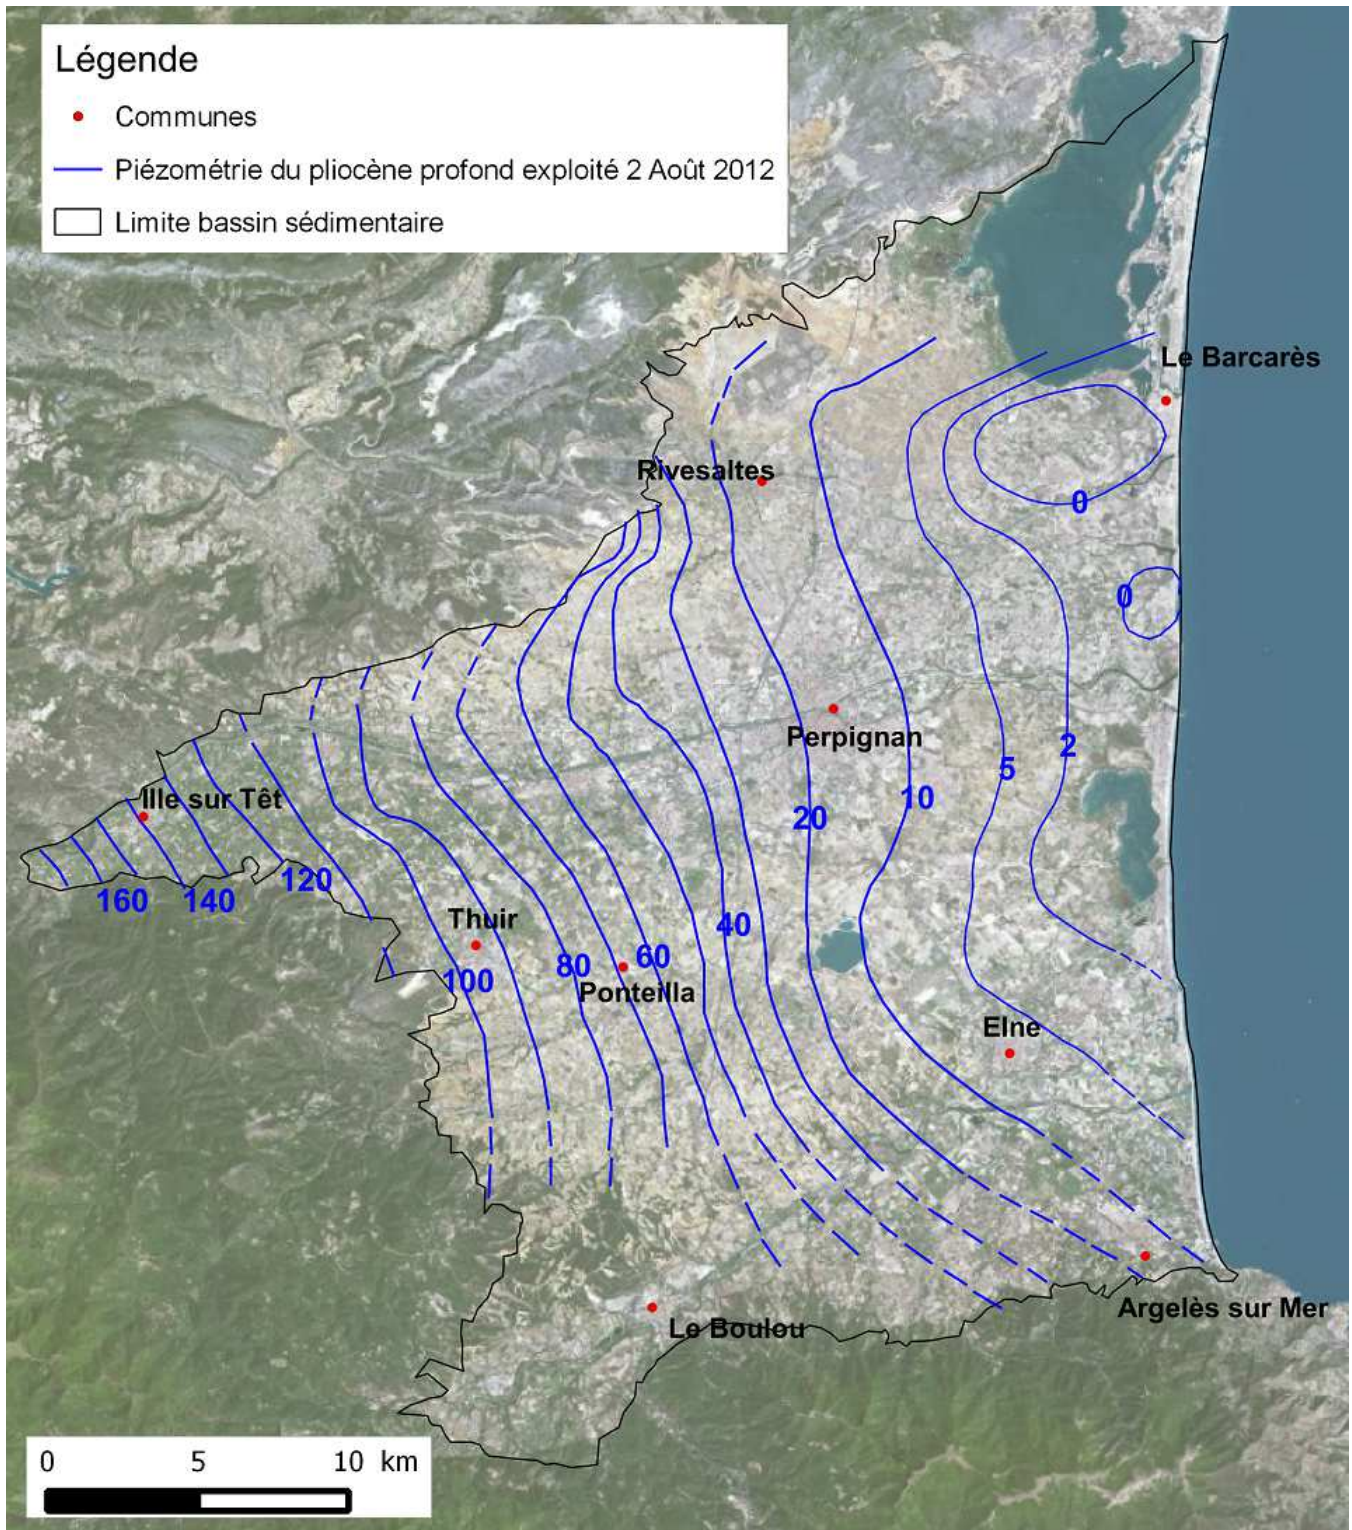 Légende
Communes
Piézométrie du pliocène profond exploité 2 Août 2012
Limite bassin sédimentaire
Le Barcarès
Rivesaltes
0
0
Perpignan
2
5
10
20
Ille sur Têt
120
160
140
Thuir
40
60
80
100
Ponteilla
Elne
Argelès sur Mer
Le Boulou
0 5 10 km